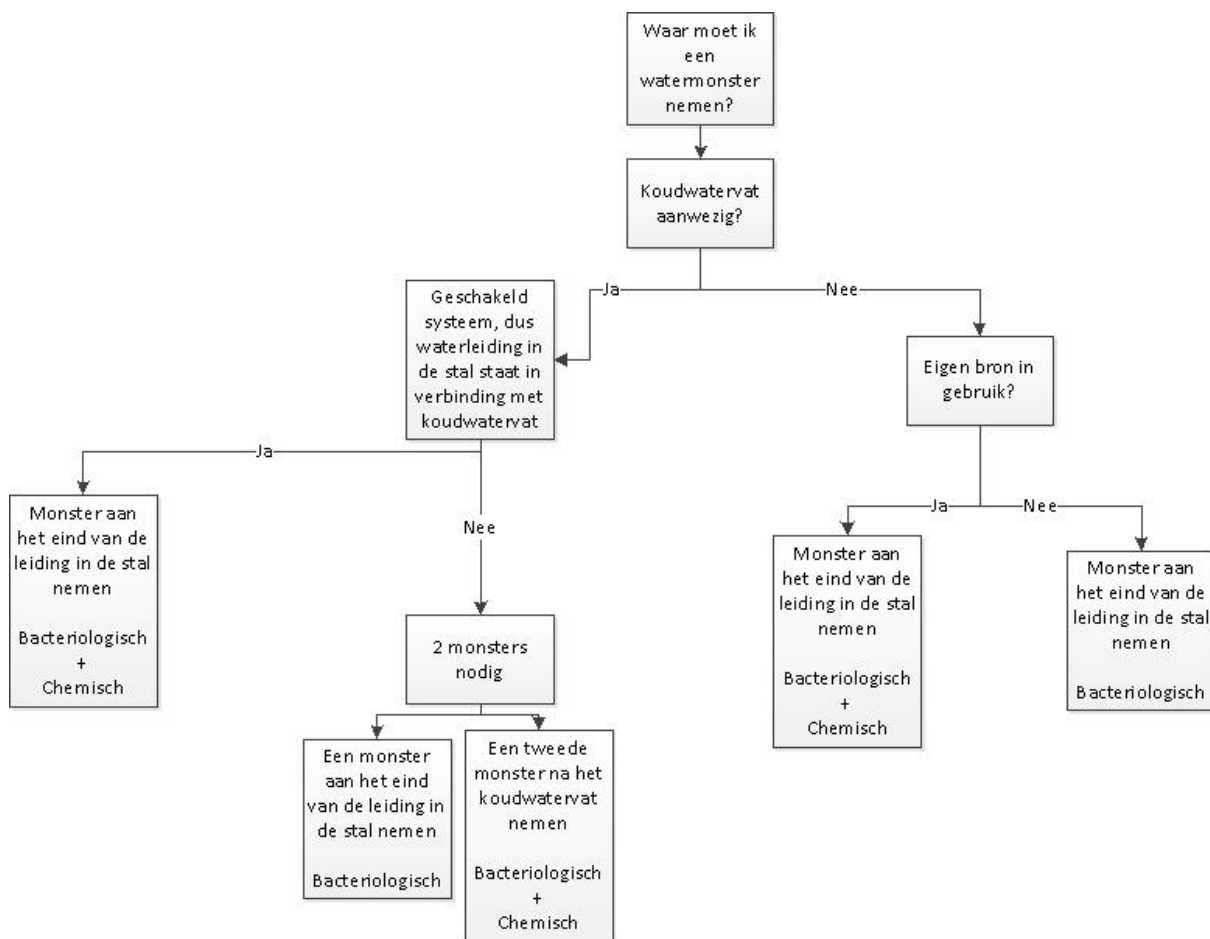 Waar moet ik
een
watermonster
nemen?
Koudwatervat
aanwezig?
Ja
Nee
Geschakeld
systeem, dus
waterleiding in
de stal staat in
verbinding met
koudwatervat
Eigen bron in
gebruik?
Ja
Nee
Ja
Nee
Monster aan
het eind van de
leiding in de stal
nemen
Bacteriologisch
+
Chemisch
2 monsters
nodig
Een monster
aan het eind
van de leiding in
de stal nemen
Bacteriologisch
Een tweede
monster na het
koudwatervat
nemen
Bacteriologisch
+
Chemisch
Monster aan
het eind van de
leiding in de stal
nemen
Bacteriologisch
+
Chemisch
Monster aan
het eind van de
leiding in de stal
nemen
Bacteriologisch